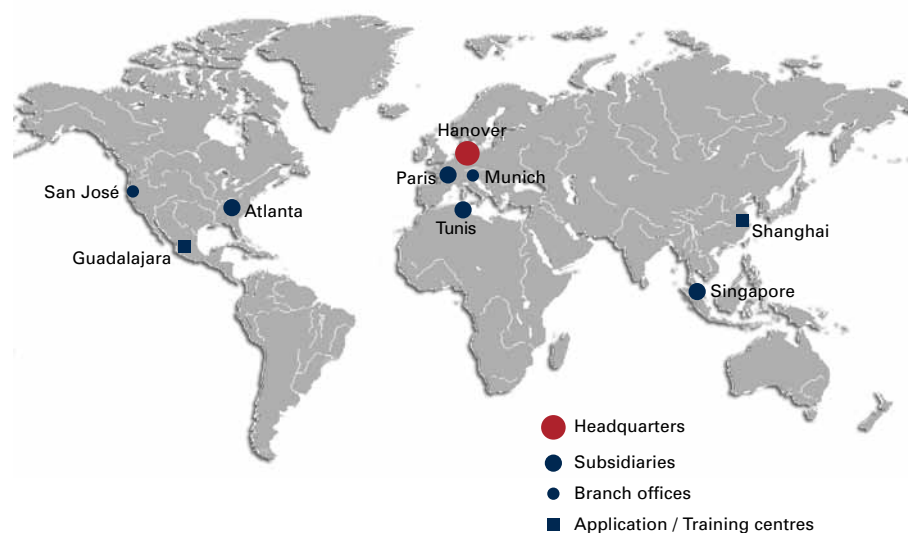 Hanover
Paris
Munich
San José
Atlanta
Tunis
Shanghai
Guadalajara
Singapore
Headquarters
Subsidiaries
Branch offices
Application / Training centres